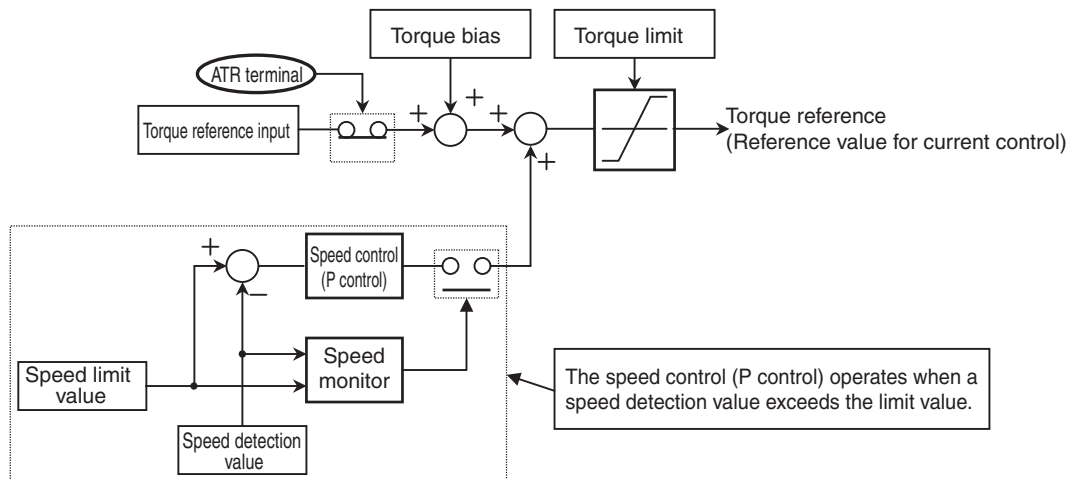 Torque bias
Torque limit
ATR terminal
Torque reference input
+
+
+
+
Torque reference
(Reference value for current control)
+
−
Speed control
(P control)
Speed limit
value
Speed
monitor
Speed detection
value
The speed control (P control) operates when a
speed detection value exceeds the limit value.